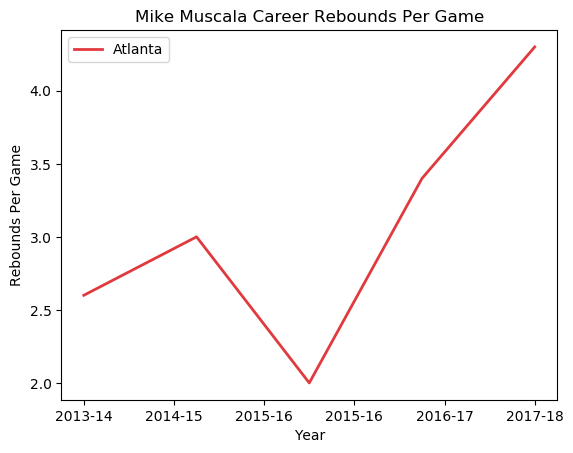 Mike Muscala Career Rebounds Per Game
Atlanta
4.0
3.5
3.0
2.5
2.0
Rebounds Per Game
2013-14
2014-15
2015-16
2015-16
2016-17
2017-18
Year